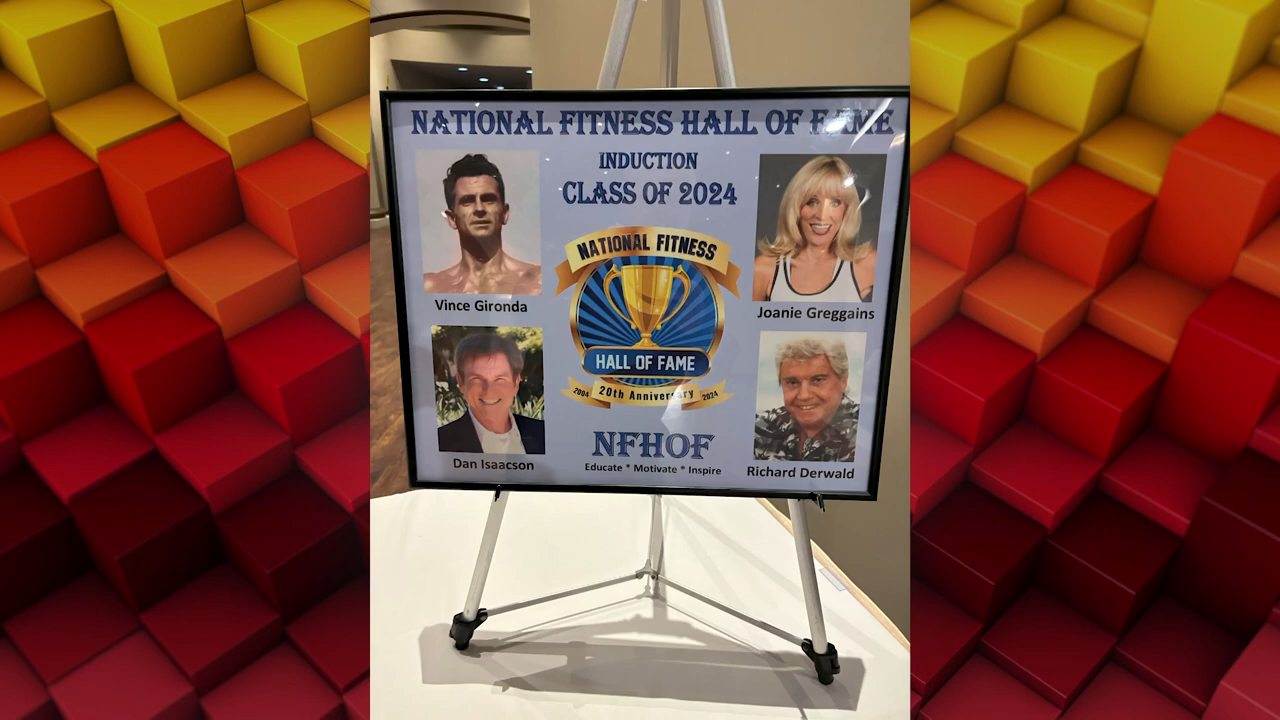 NATIONAL FITNESS HALL OF FAME
INDUCTION
CLASS OF 2024
Vince Gironda
Joanie Greggains
NATIONAL FITNESS
HALL OF FAME
2004 20th Anniversary 2024
Dan Isaacson
Richard Derwald
NFHOF
Educate * Motivate * Inspire